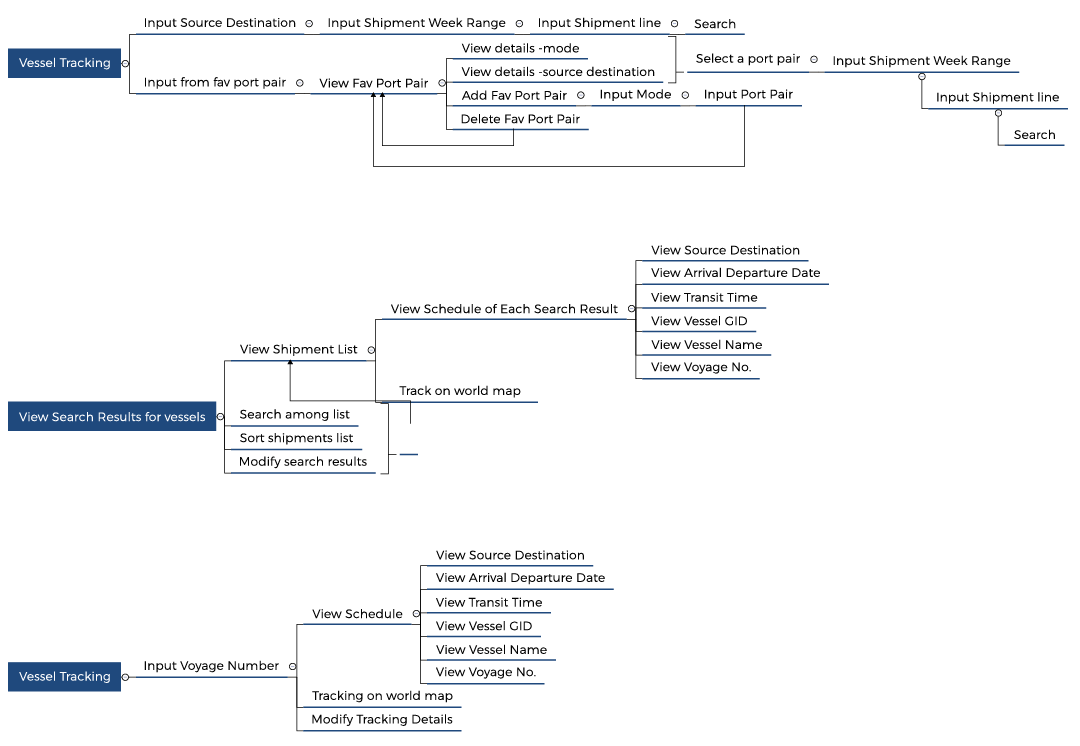 Vessel Tracking
Input Source Destination
Input Shipment Week Range
Input Shipment line
Search
Input from fav port pair
View Fav Port Pair
View details -mode
View details -source destination
Add Fav Port Pair
Input Mode
Input Port Pair
Delete Fav Port Pair
Select a port pair
Input Shipment Week Range
Input Shipment line
Search
View Search Results for vessels
View Shipment List
View Schedule of Each Search Result
View Source Destination
View Arrival Departure Date
View Transit Time
View Vessel GID
View Vessel Name
View Voyage No.
Track on world map
Search among list
Sort shipments list
Modify search results
Vessel Tracking
Input Voyage Number
View Schedule
View Source Destination
View Arrival Departure Date
View Transit Time
View Vessel GID
View Vessel Name
View Voyage No.
Tracking on world map
Modify Tracking Details